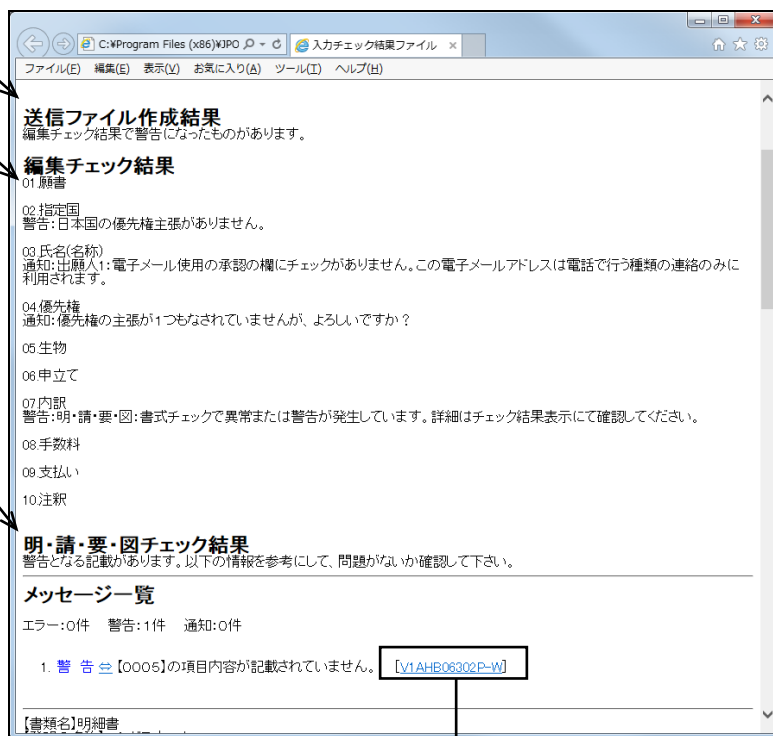 C:¥Program Files (x86)¥JPO
入力チェック結果ファイル
ファイル(F) 編集(E) 表示(V) お気に入り(A) ツール(T) ヘルプ(H)
送信ファイル作成結果
編集チェック結果で警告になったものがあります。
編集チェック結果
01.願書
02.指定国
警告:日本国の優先権主張がありません。
03.氏名(名称)
通知:出願人1:電子メール使用の承認の欄にチェックがありません。この電子メールアドレスは電話で行う種類の連絡のみに
利用されます。
04.優先権
通知:優先権の主張が1つもなされていませんが、よろしいですか?
05.生物
06.申立て
07.内訳
警告:明・請・要・図:書式チェックで異常または警告が発生しています。詳細はチェック結果表示にて確認してください。
08.手数料
09.支払い
10.注釈
明・請・要・図チェック結果
警告となる記載があります。以下の情報を参考にして、問題がないか確認して下さい。
メッセージ一覧
エラー:0件 警告:1件 通知:0件
1. 警 告 ⇔ 【0005】の項目内容が記載されていません。 [V1AHB06302P-W]
【書類名】明細書